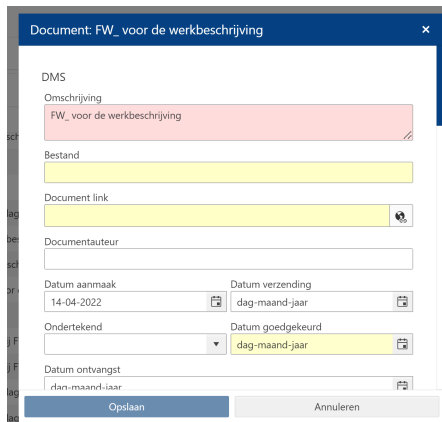 Document: FW_ voor de werkbeschrijving ×
DMS
Omschrijving
FW_ voor de werkbeschrijving
Bestand
Document link
Documentauteur
Datum aanmaak Datum verzending
14-04-2022 dag-maand-jaar
Ondertekend Datum goedgekeurd
dag-maand-jaar
Datum ontvangst
dag-maand-jaar
Opslaan Annuleren